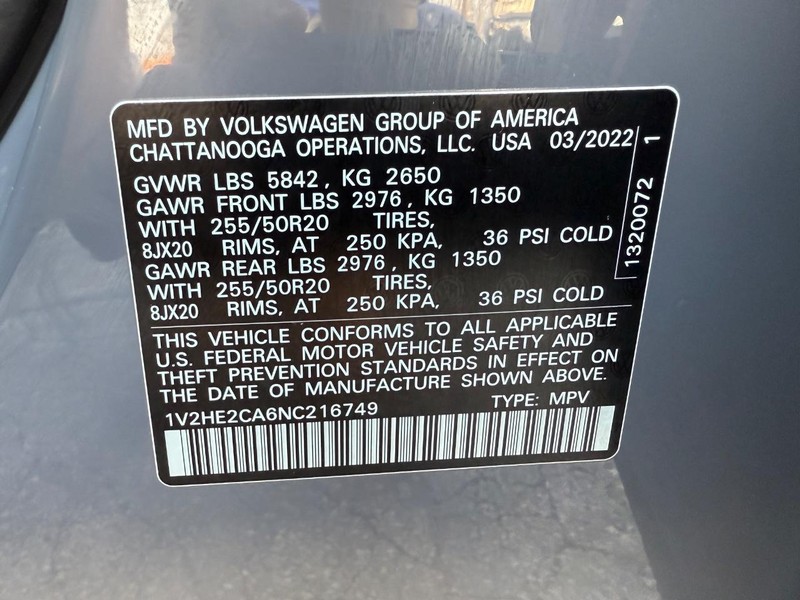 MFD BY VOLKSWAGEN GROUP OF AMERICA
CHATTANOOGA OPERATIONS, LLC. USA 03/2022
GVWR LBS 5842, KG 2650
GAWR FRONT LBS 2976, KG 1350
WITH 255/50R20 TIRES,
8JX20 RIMS, AT 250 KPA, 36 PSI COLD
GAWR REAR LBS 2976, KG 1350
WITH 255/50R20 TIRES,
8JX20 RIMS, AT 250 KPA, 36 PSI COLD
1320072 1
THIS VEHICLE CONFORMS TO ALL APPLICABLE
U.S. FEDERAL MOTOR VEHICLE SAFETY AND
THEFT PREVENTION STANDARDS IN EFFECT ON
THE DATE OF MANUFACTURE SHOWN ABOVE.
1V2HE2CA6NC216749 TYPE: MPV